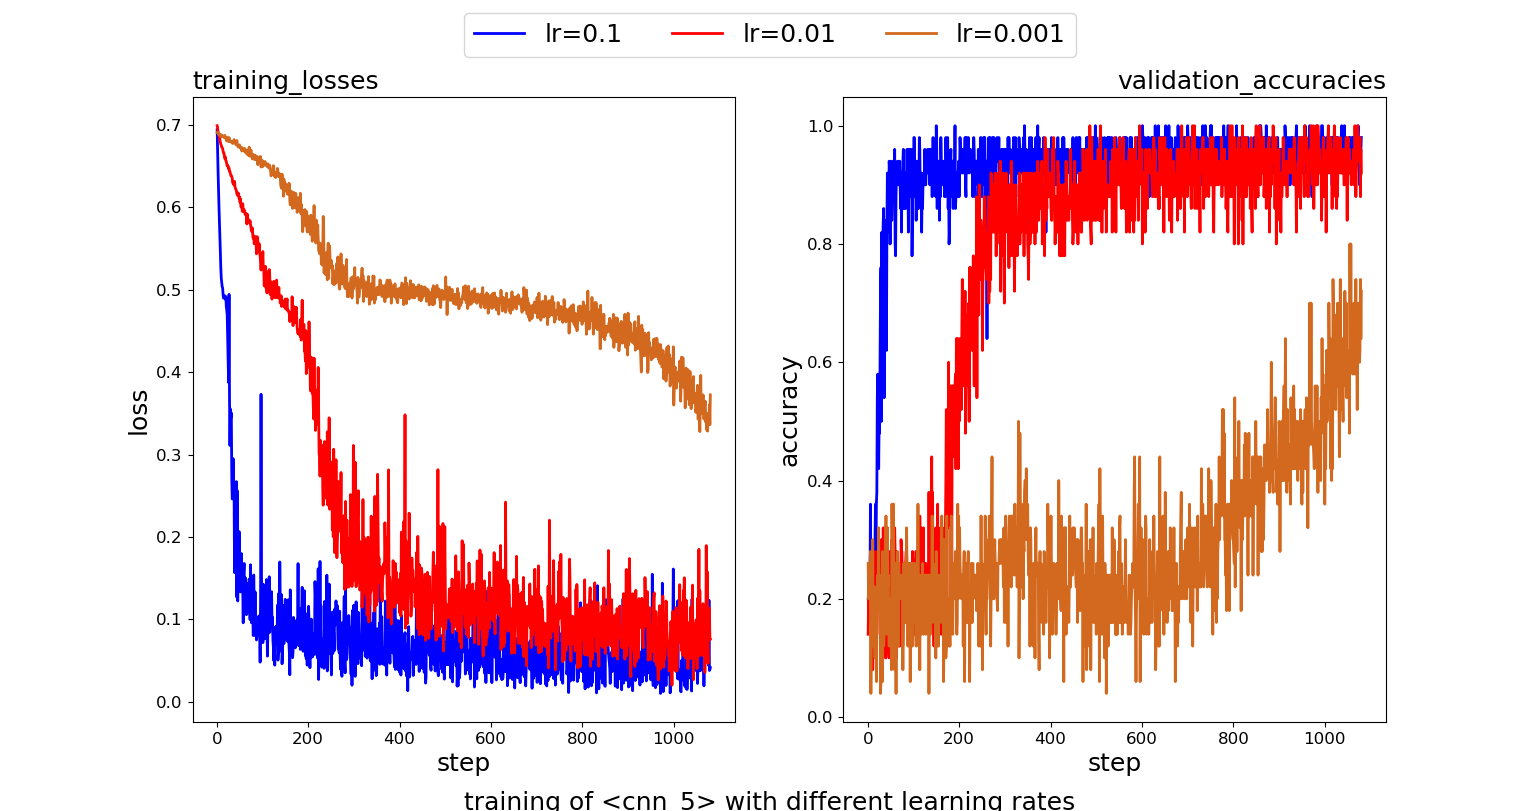 lr=0.1 lr=0.01 lr=0.001
training_losses validation_accuracies
0.7
0.6
0.5
0.4
0.3
0.2
0.1
0.0
loss
0 200 400 600 800 1000
step
1.0
0.8
0.6
0.4
0.2
0.0
accuracy
0 200 400 600 800 1000
step
training of <cnn_5> with different learning rates